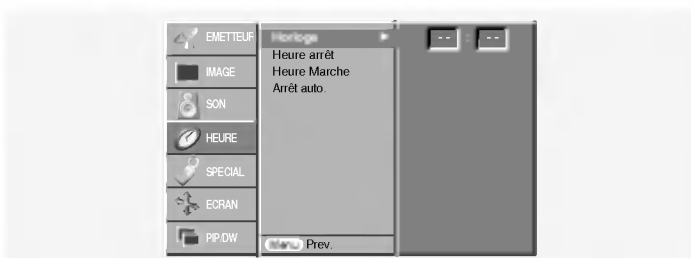 EMETTEUR
IMAGE
SON
HEURE
SPECIAL
ECRAN
PIP/DW
Horloge
Heure arrêt
Heure Marche
Arrêt auto.
Menu Prev.
-- : --